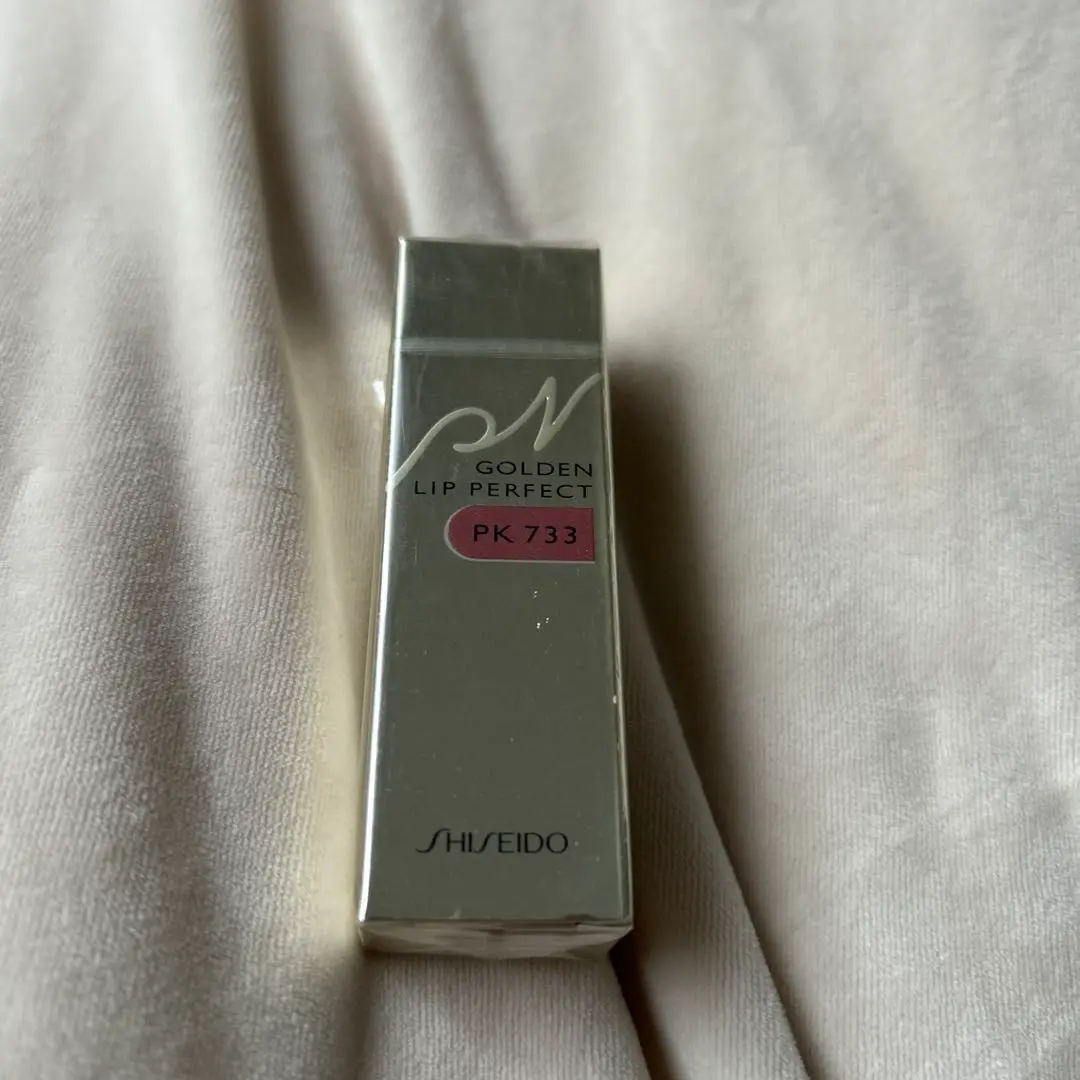 PN
GOLDEN
LIP PERFECT
PK 733
SHISEIDO